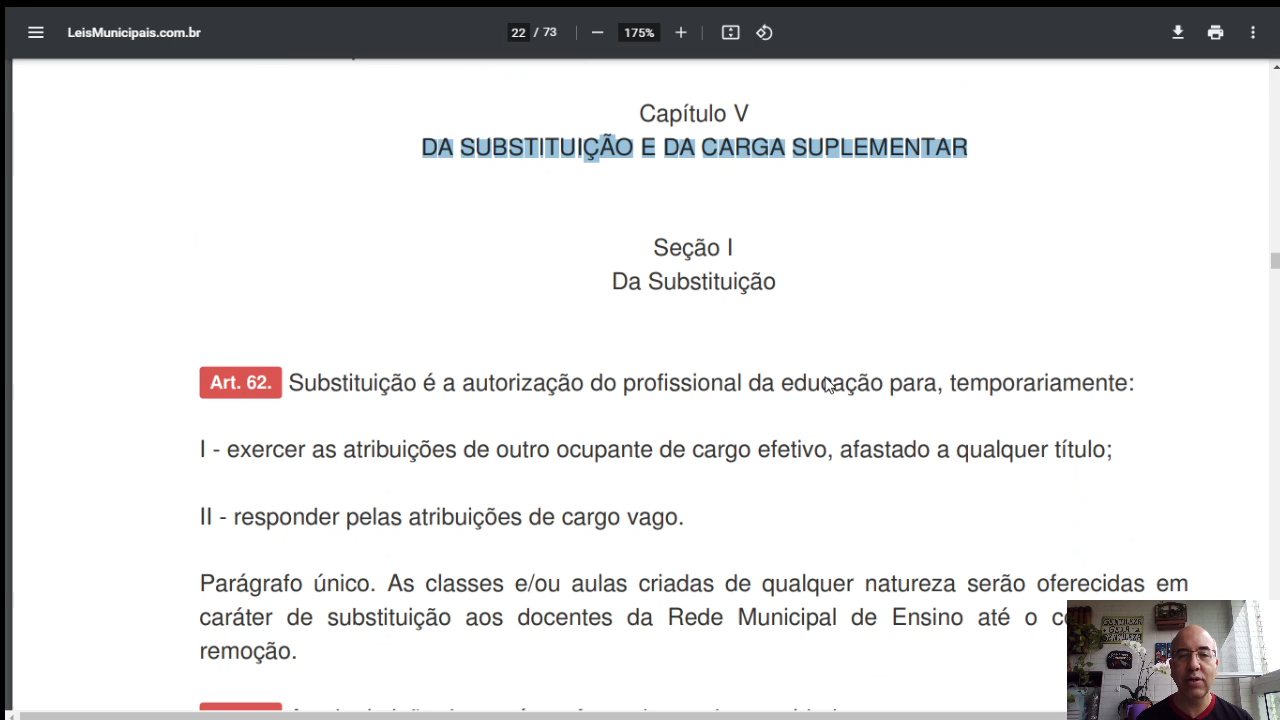 LeisMunicipais.com.br
22 / 73
175%
Capítulo V
DA SUBSTITUIÇÃO E DA CARGA SUPLEMENTAR
Seção I
Da Substituição
Art. 62. Substituição é a autorização do profissional da educação para, temporariamente:
I - exercer as atribuições de outro ocupante de cargo efetivo, afastado a qualquer título;
II - responder pelas atribuições de cargo vago.
Parágrafo único. As classes e/ou aulas criadas de qualquer natureza serão oferecidas em
caráter de substituição aos docentes da Rede Municipal de Ensino até o
remoção.